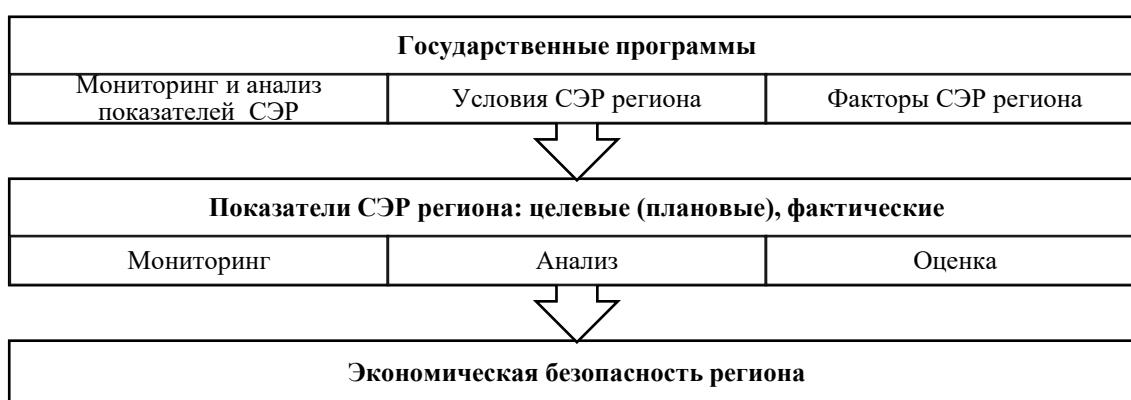 Государственные программы
Мониторинг и анализ
показателей СЭР
Условия СЭР региона
Факторы СЭР региона
Показатели СЭР региона: целевые (плановые), фактические
Мониторинг
Анализ
Оценка
Экономическая безопасность региона